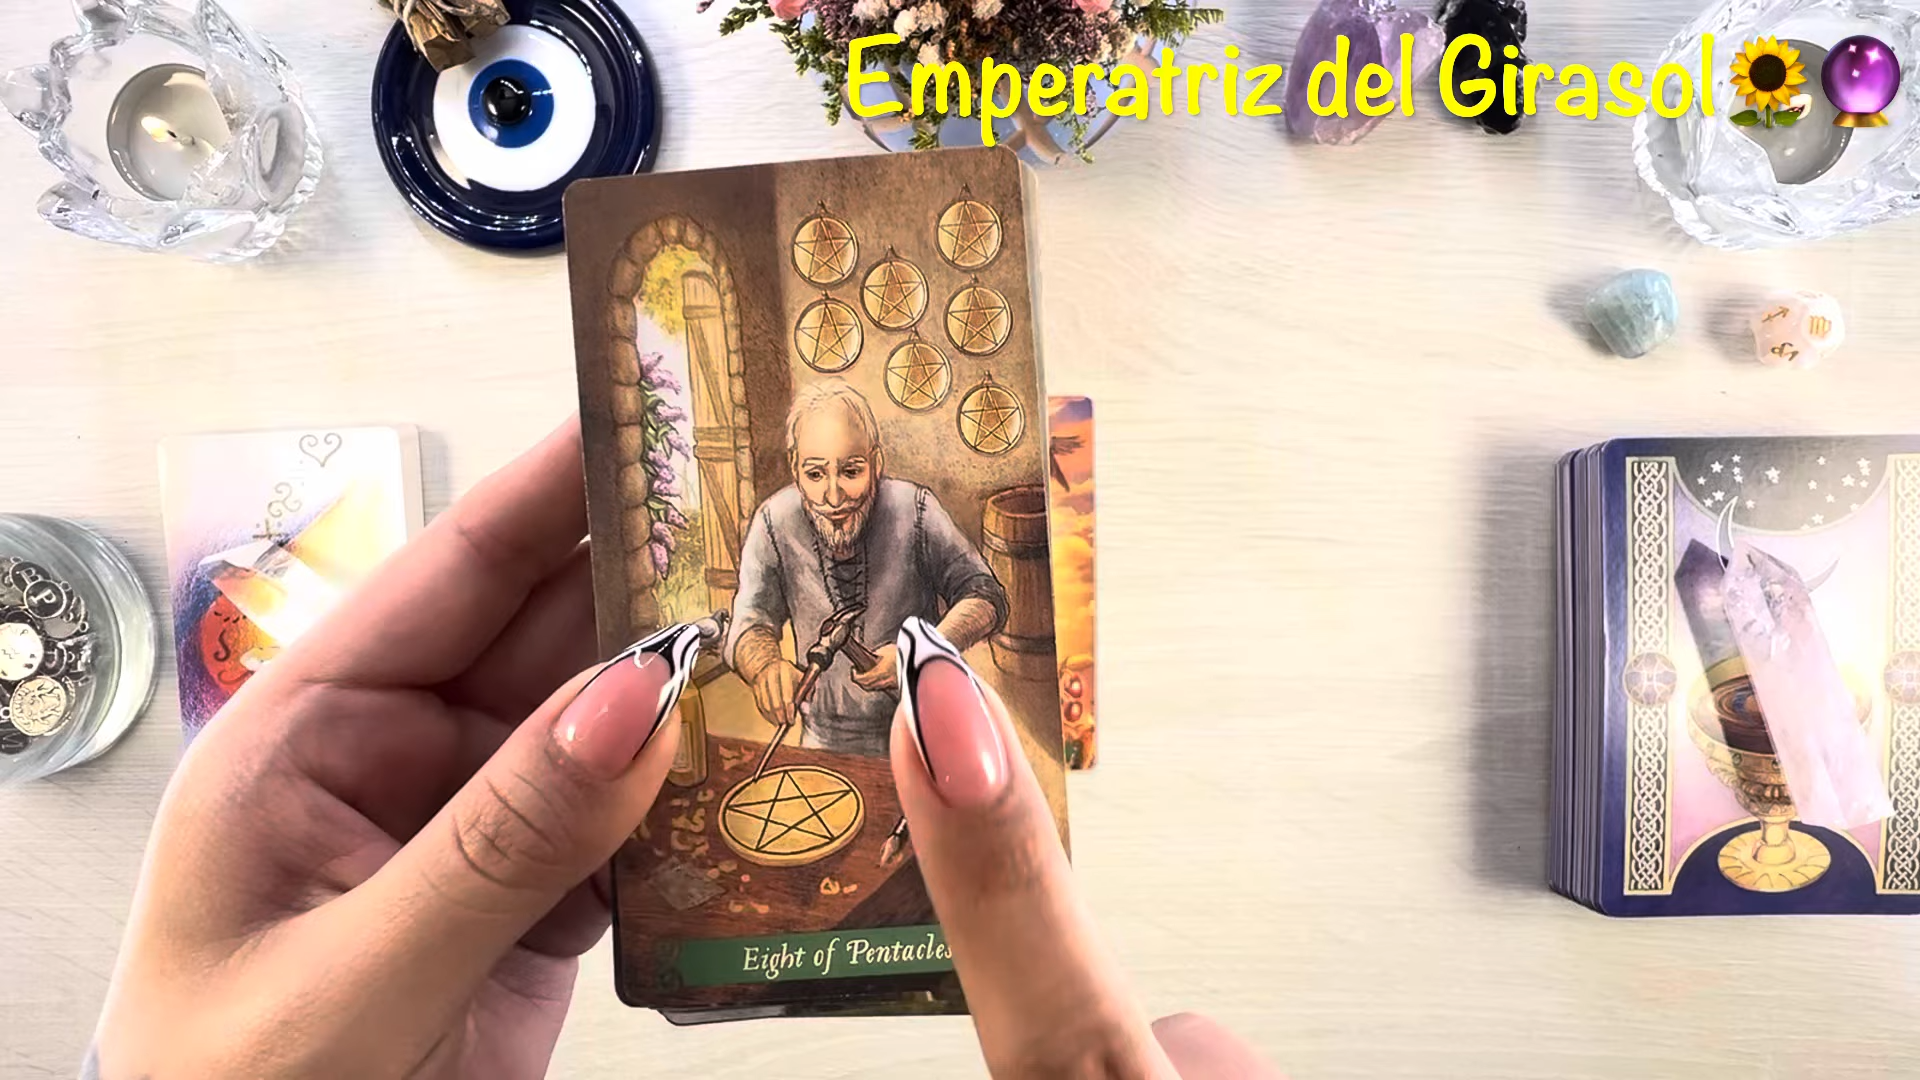 Emperatriz del Girasol🌻🔮
Eight of Pentacles